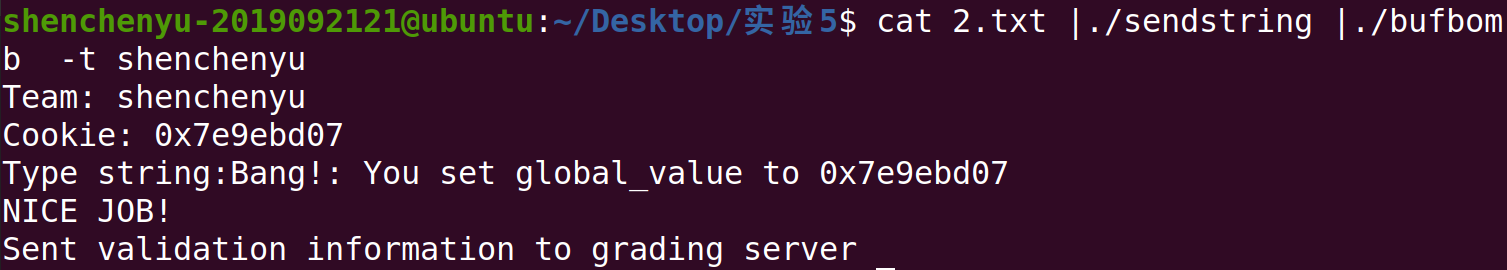 shenchenyu-2019092121@ubuntu:~/Desktop/实验5$ cat 2.txt |./sendstring |./bufbom
b  -t shenchenyu
Team: shenchenyu
Cookie: 0x7e9ebd07
Type string:Bang!: You set global_value to 0x7e9ebd07
NICE JOB!
Sent validation information to grading server